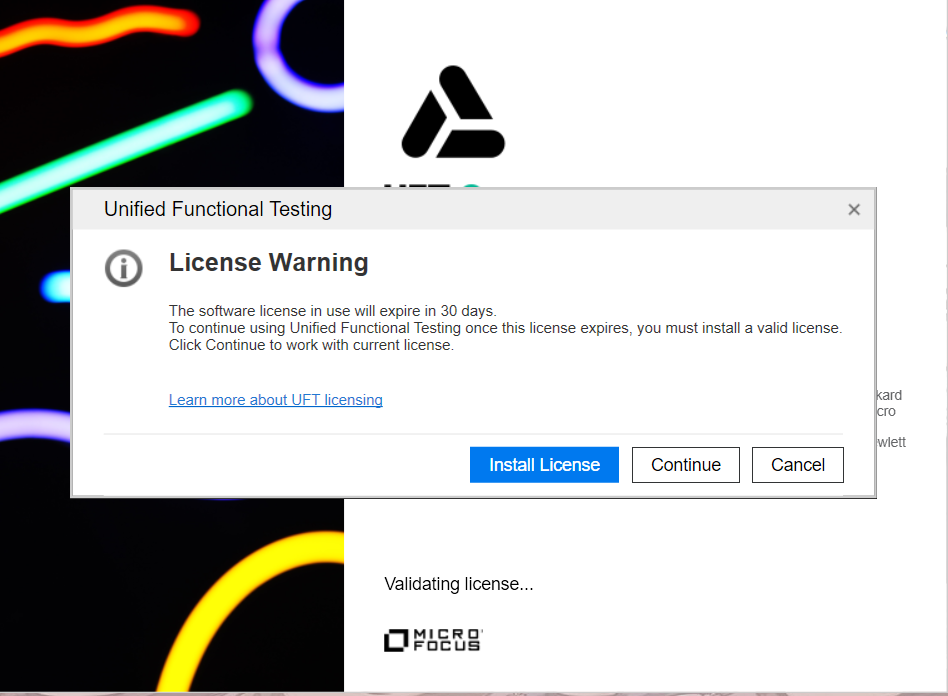 Unified Functional Testing
License Warning
The software license in use will expire in 30 days.
To continue using Unified Functional Testing once this license expires, you must install a valid license.
Click Continue to work with current license.
Learn more about UFT licensing
Install License
Continue
Cancel
kard
cro
wlett
Validating license...
MICRO
FOCUS